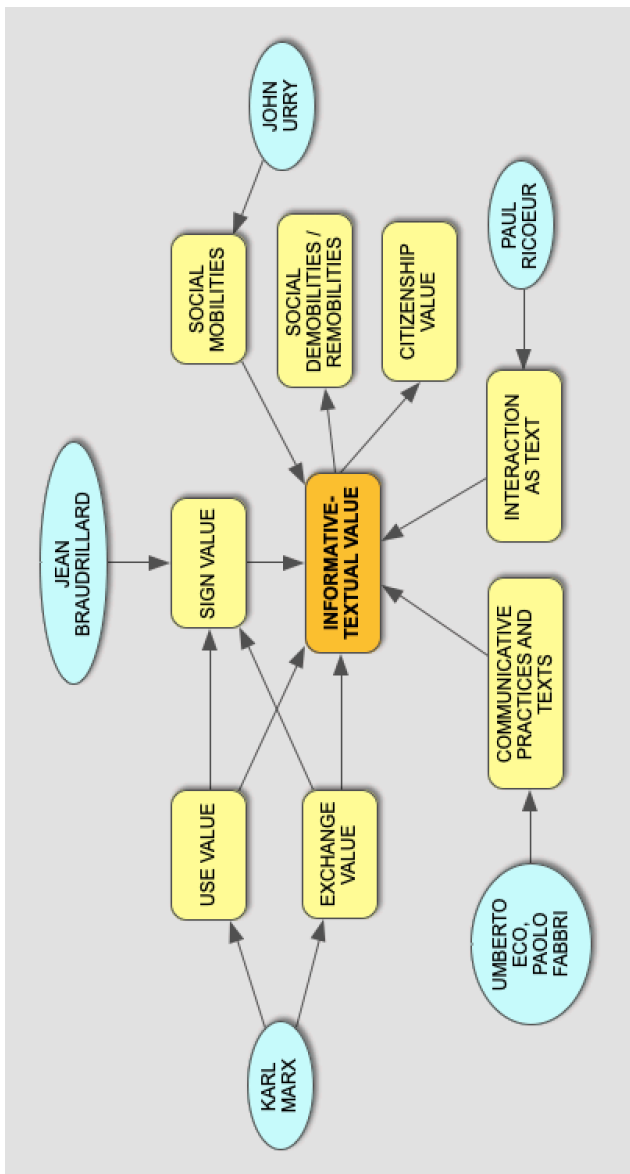 JEAN
BRAUDRILLARD
JOHN
URRY
USE VALUE
SIGN VALUE
SOCIAL
MOBILITIES
KARL
MARX
EXCHANGE
VALUE
INFORMATIVE-
TEXTUAL VALUE
SOCIAL
DEMOBILITIES /
REMOBILITIES
CITIZENSHIP
VALUE
UMBERTO
ECO,
PAOLO
FABBRI
COMMUNICATIVE
PRACTICES AND
TEXTS
INTERACTION
AS TEXT
PAUL
RICOEUR